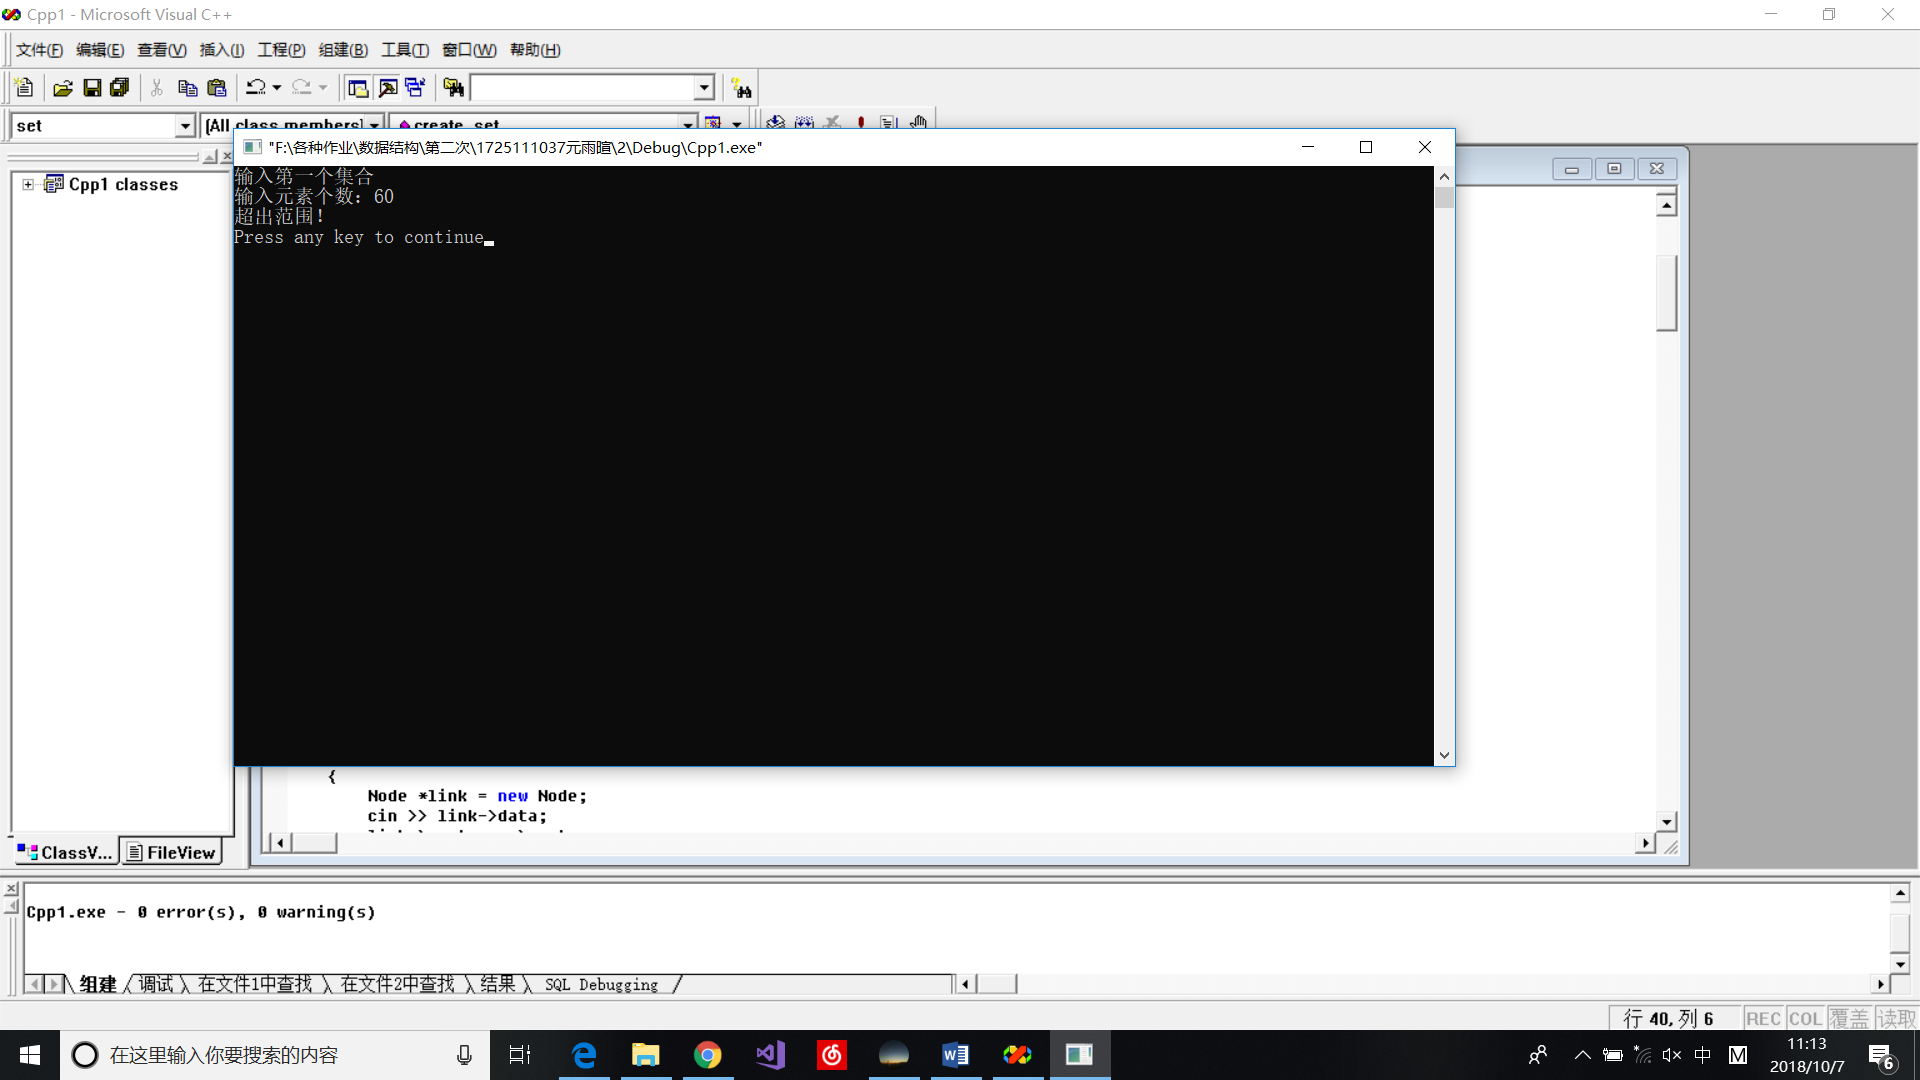 Cpp1 - Microsoft Visual C++
文件(F) 编辑(E) 查看(V) 插入(I) 工程(P) 组建(B) 工具(T) 窗口(W) 帮助(H)
set
[All class members]
create_set
"F:\各种作业\数据结构\第二次\1725111037元雨暄\2\Debug\Cpp1.exe"
Cpp1 classes
输入第一个集合
输入元素个数：60
超出范围！
Press any key to continue
{
Node *link = new Node;
cin >> link->data;
ClassV...
FileView
Cpp1.exe - 0 error(s), 0 warning(s)
组建 调试 在文件1中查找 在文件2中查找 结果 SQL Debugging
行 40, 列 6
REC COL 覆盖 读取
在这里输入你要搜索的内容
中
M
11:13
2018/10/7
6